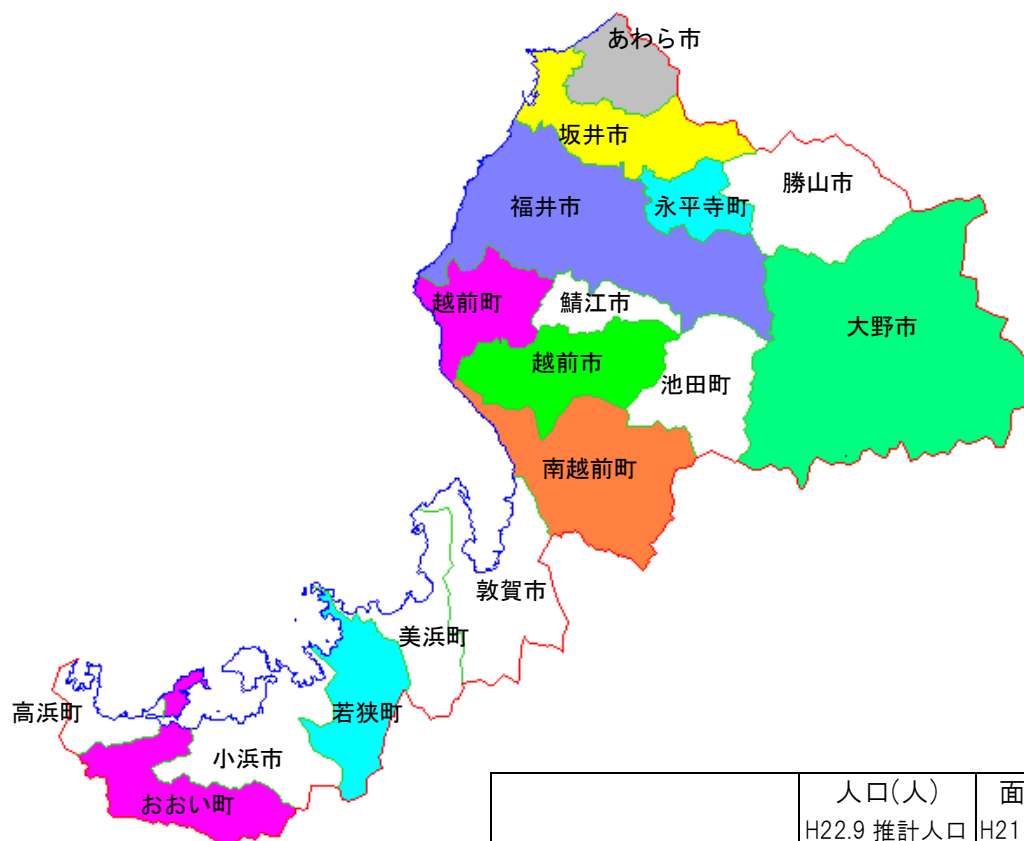 あわら市
坂井市
勝山市
永平寺町
福井市
越前町
鯖江市
大野市
越前市
池田町
南越前町
敦賀市
美浜町
高浜町
若狭町
小浜市
おおい町
人口(人)
面
H22.9 推計人口
H21